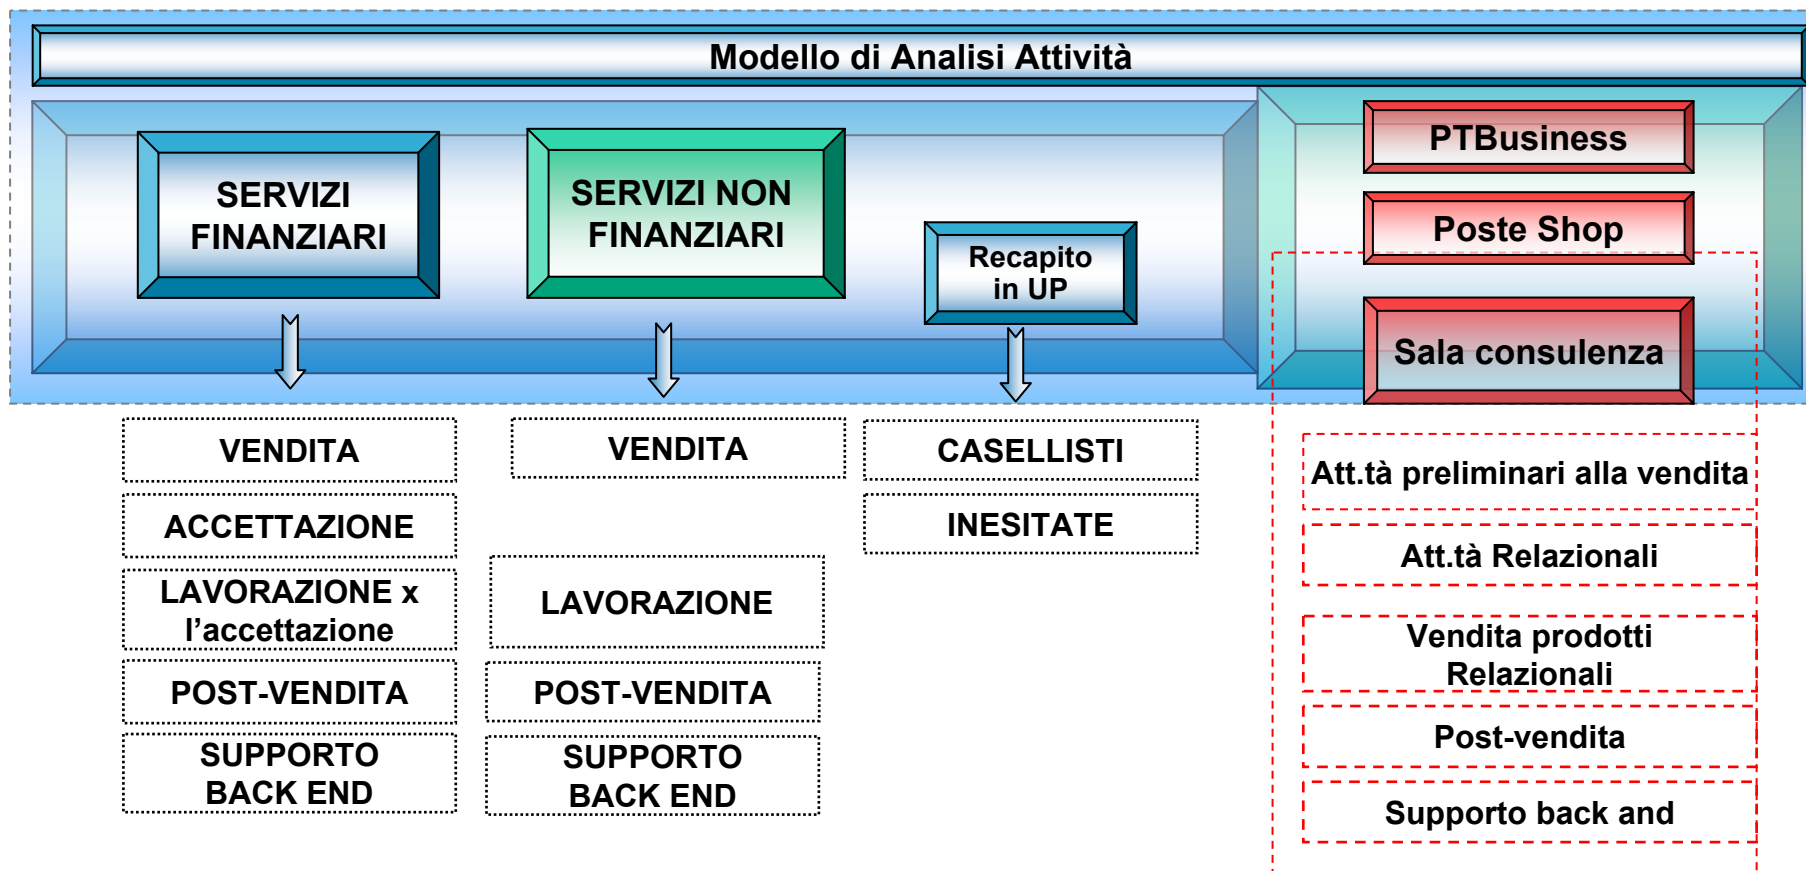 Modello di Analisi Attività
SERVIZI
FINANZIARI
SERVIZI NON
FINANZIARI
Recapito
in UP
PTBusiness
Poste Shop
Sala consulenza
VENDITA
ACCETTAZIONE
LAVORAZIONE x
l’accettazione
POST-VENDITA
SUPPORTO
BACK END
VENDITA
LAVORAZIONE
POST-VENDITA
SUPPORTO
BACK END
CASELLISTI
INESITATE
Att.tà preliminari alla vendita
Att.tà Relazionali
Vendita prodotti
Relazionali
Post-vendita
Supporto back and